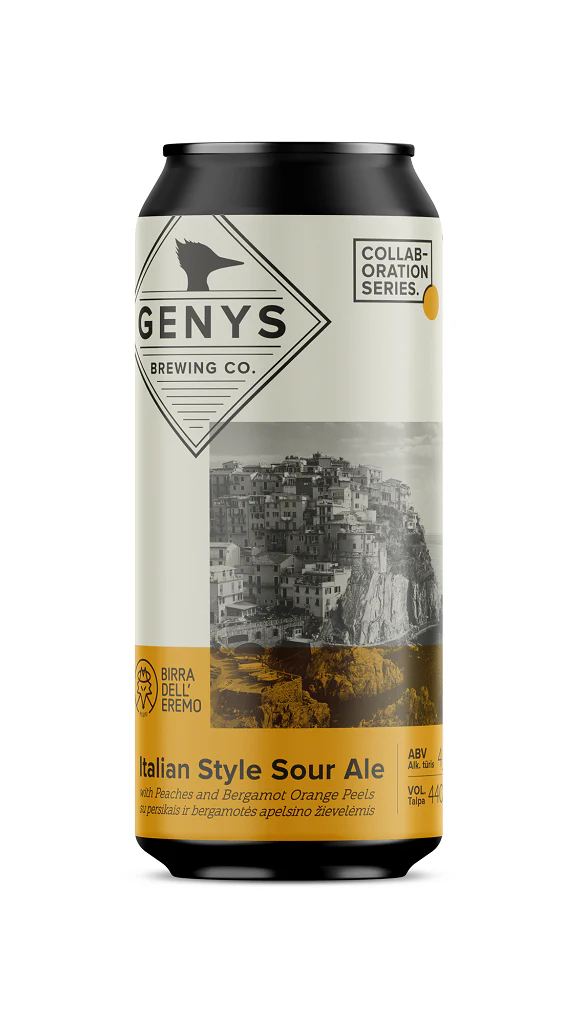 GENYS
BREWING CO.
COLLAB-
ORATION
SERIES.
BIRRA
DELL'
EREMO
Italian Style Sour Ale
with Peaches and Bergamot Orange Peels
su persikais ir bergamotės apelsino žievelėmis
ABV
Alk. tūris
VOL.
Talpa 440